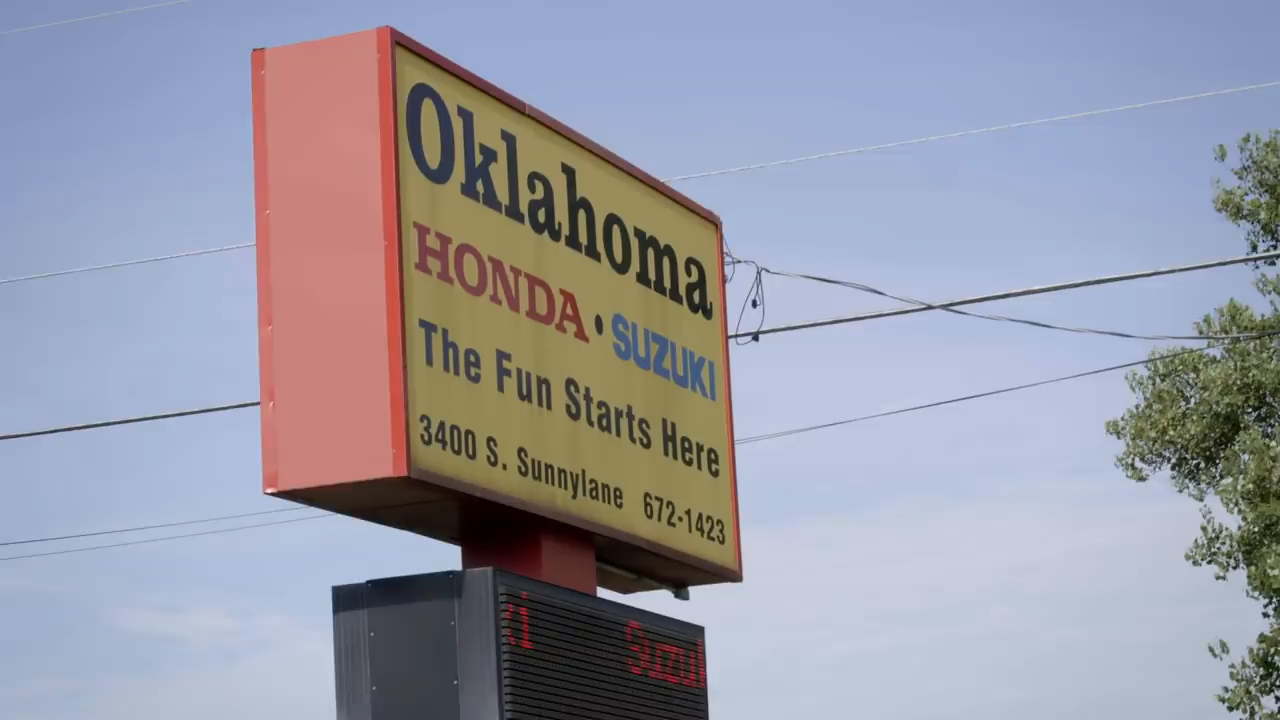 Oklahoma
HONDA • SUZUKI
The Fun Starts Here
3400 S. Sunnylane 672-1423